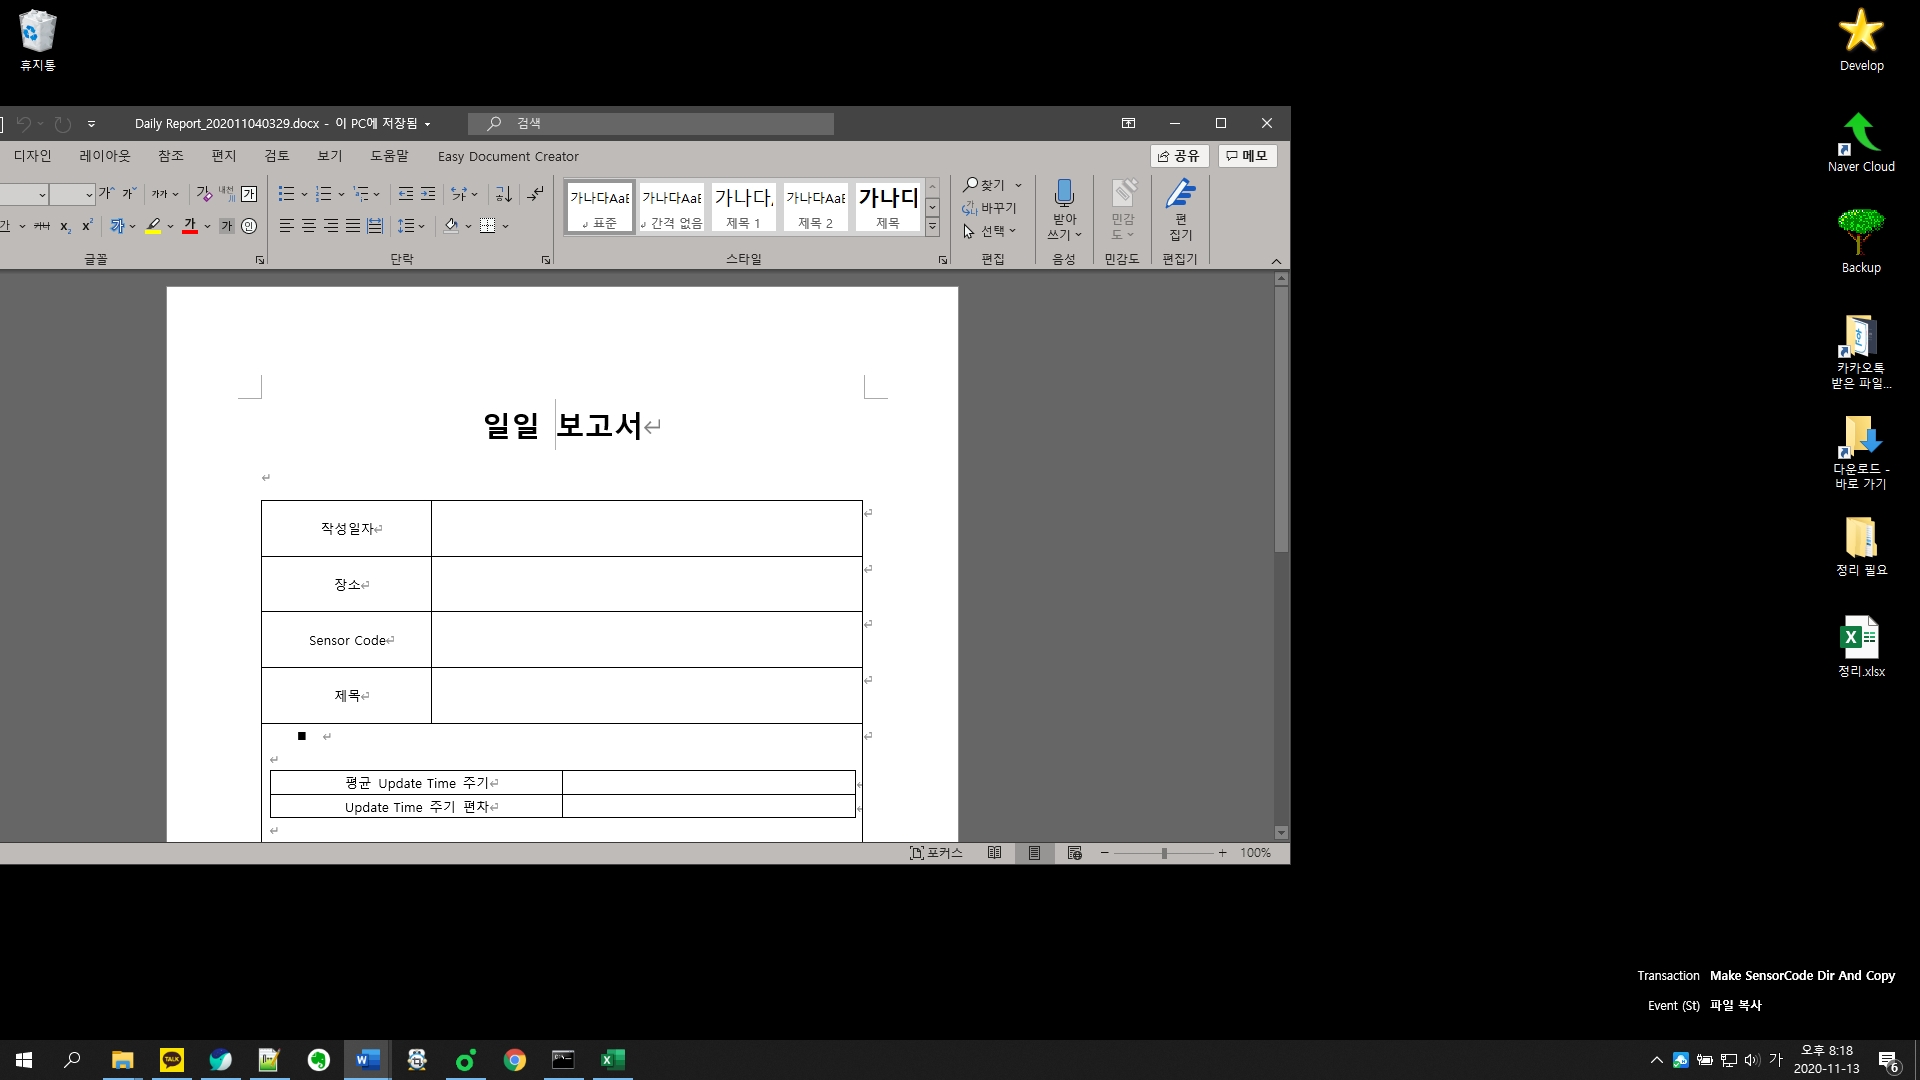 휴지통
Develop
Naver Cloud
Backup
카카오톡
받은 파일...
다운로드 -
바로 가기
정리 필요
정리.xlsx
Daily Report_202011040329.docx - 이 PC에 저장됨
검색
디자인 레이아웃 참조 편지 검토 보기 도움말 Easy Document Creator
공유 메모
가나다AaB 가나다AaB 가나다, 가나다AaB 가나다
표준 간격 없음 제목 1 제목 2 제목
찾기
바꾸기
선택
받아
쓰기
민감
도
편
집기
글꼴 단락 스타일 편집 음성 민감도 편집기
일일 보고서
작성일자
장소
Sensor Code
제목
평균 Update Time 주기
Update Time 주기 편차
포커스
100%
Transaction Make SensorCode Dir And Copy
Event (St) 파일 복사
TALK
가
오후 8:18
2020-11-13
6